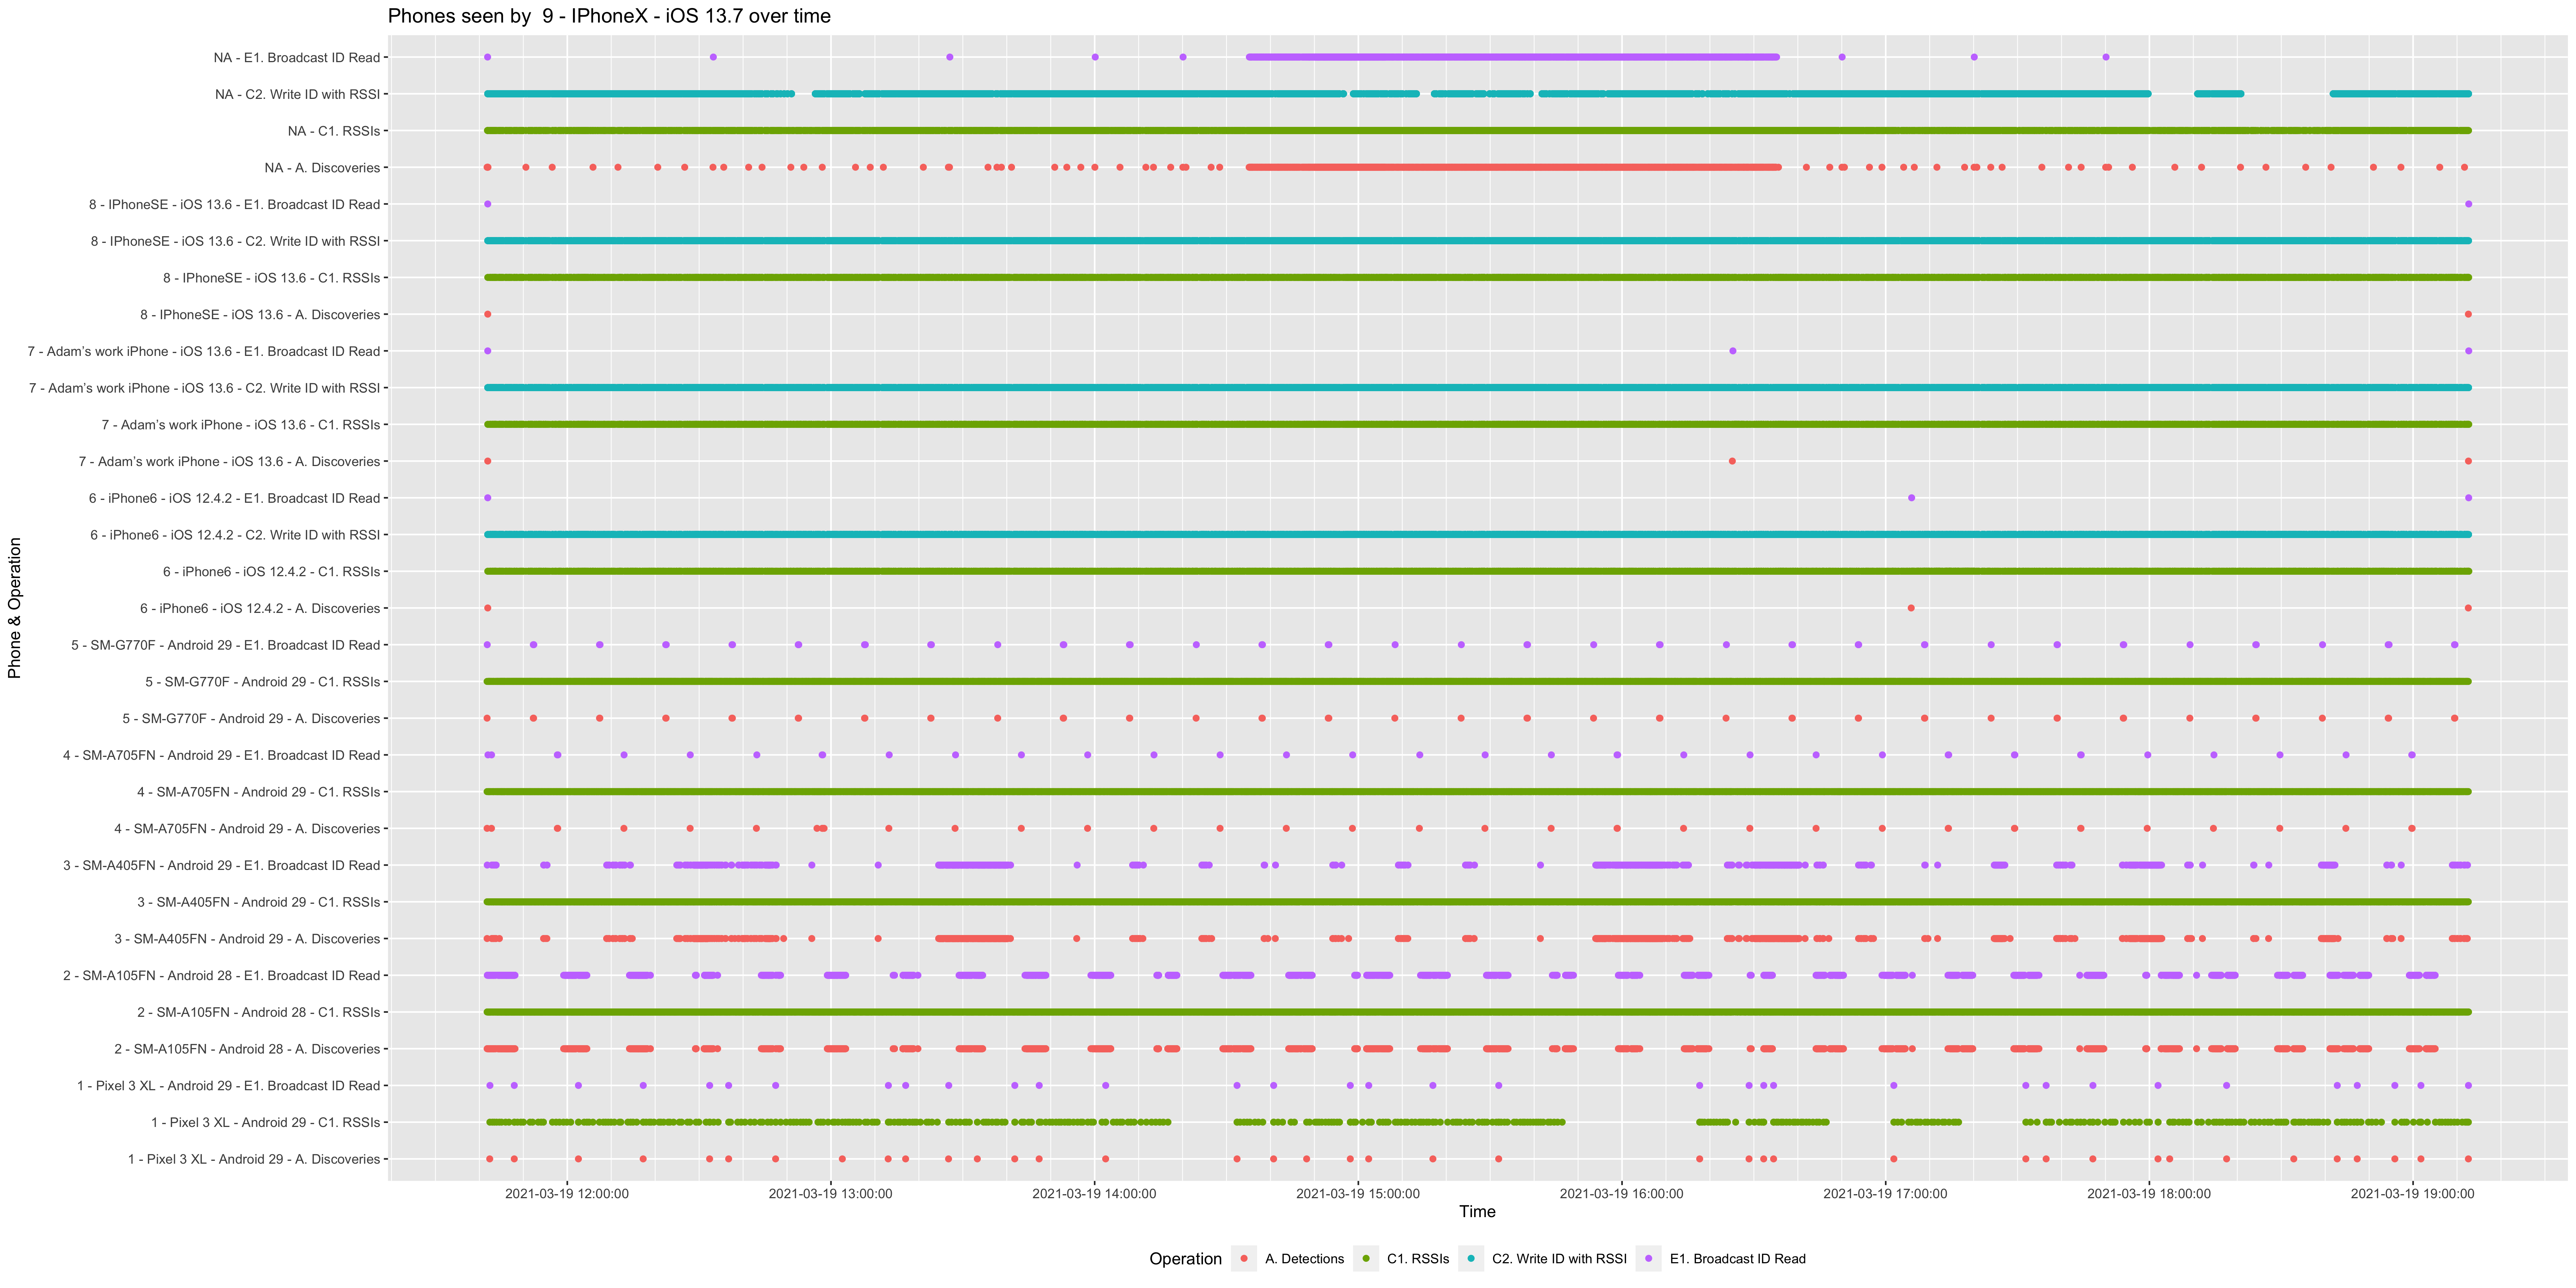 Phones seen by  9 - IPhoneX - iOS 13.7 over time
Phone & Operation
NA - E1. Broadcast ID Read
NA - C2. Write ID with RSSI
NA - C1. RSSIs
NA - A. Discoveries
8 - IPhoneSE - iOS 13.6 - E1. Broadcast ID Read
8 - IPhoneSE - iOS 13.6 - C2. Write ID with RSSI
8 - IPhoneSE - iOS 13.6 - C1. RSSIs
8 - IPhoneSE - iOS 13.6 - A. Discoveries
7 - Adam's work iPhone - iOS 13.6 - E1. Broadcast ID Read
7 - Adam's work iPhone - iOS 13.6 - C2. Write ID with RSSI
7 - Adam's work iPhone - iOS 13.6 - C1. RSSIs
7 - Adam's work iPhone - iOS 13.6 - A. Discoveries
6 - iPhone6 - iOS 12.4.2 - E1. Broadcast ID Read
6 - iPhone6 - iOS 12.4.2 - C2. Write ID with RSSI
6 - iPhone6 - iOS 12.4.2 - C1. RSSIs
6 - iPhone6 - iOS 12.4.2 - A. Discoveries
5 - SM-G770F - Android 29 - E1. Broadcast ID Read
5 - SM-G770F - Android 29 - C1. RSSIs
5 - SM-G770F - Android 29 - A. Discoveries
4 - SM-A705FN - Android 29 - E1. Broadcast ID Read
4 - SM-A705FN - Android 29 - C1. RSSIs
4 - SM-A705FN - Android 29 - A. Discoveries
3 - SM-A405FN - Android 29 - E1. Broadcast ID Read
3 - SM-A405FN - Android 29 - C1. RSSIs
3 - SM-A405FN - Android 29 - A. Discoveries
2 - SM-A105FN - Android 28 - E1. Broadcast ID Read
2 - SM-A105FN - Android 28 - C1. RSSIs
2 - SM-A105FN - Android 28 - A. Discoveries
1 - Pixel 3 XL - Android 29 - E1. Broadcast ID Read
1 - Pixel 3 XL - Android 29 - C1. RSSIs
1 - Pixel 3 XL - Android 29 - A. Discoveries
2021-03-19 12:00:00 2021-03-19 13:00:00 2021-03-19 14:00:00 2021-03-19 15:00:00 2021-03-19 16:00:00 2021-03-19 17:00:00 2021-03-19 18:00:00 2021-03-19 19:00:00
Time
Operation A. Detections C1. RSSIs C2. Write ID with RSSI E1. Broadcast ID Read